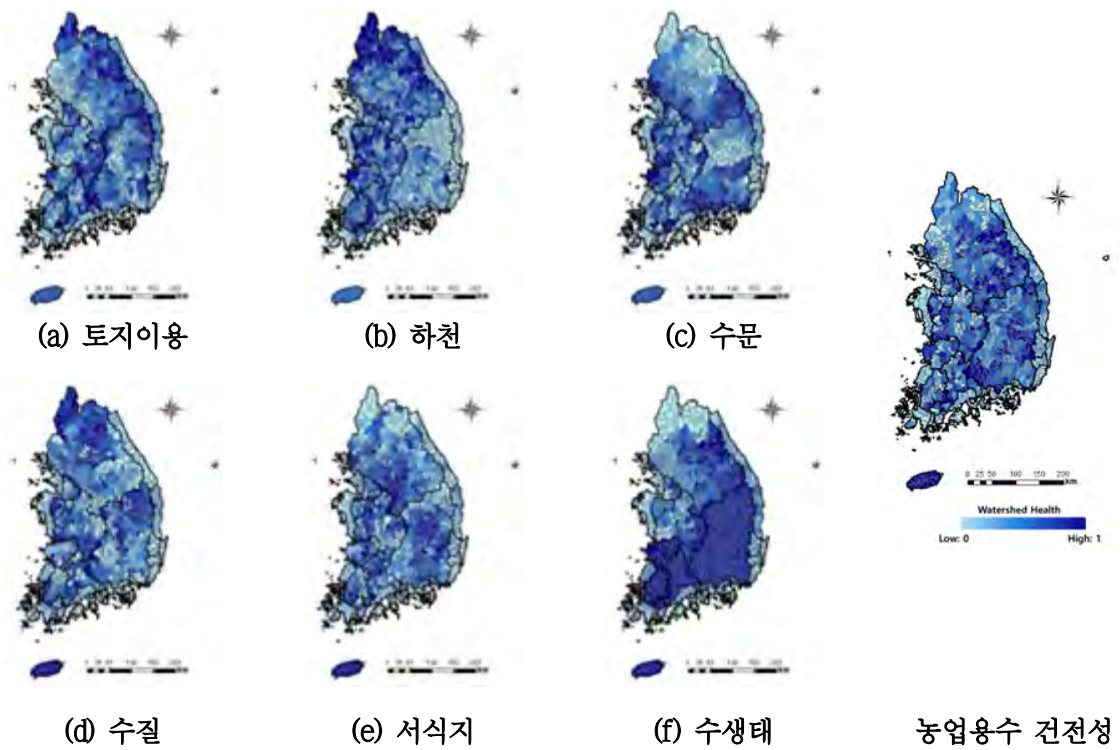 (a) 토지이용
(b) 하천
(c) 수문
0 25 50 100 150 200
km
Watershed Health
Low: 0
High: 1
(d) 수질
(e) 서식지
(f) 수생태
농업용수 건전성